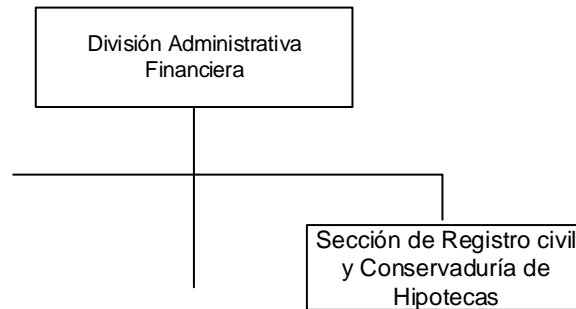 División Administrativa
Financiera
Sección de Registro civil
y Conservaduría de
Hipotecas